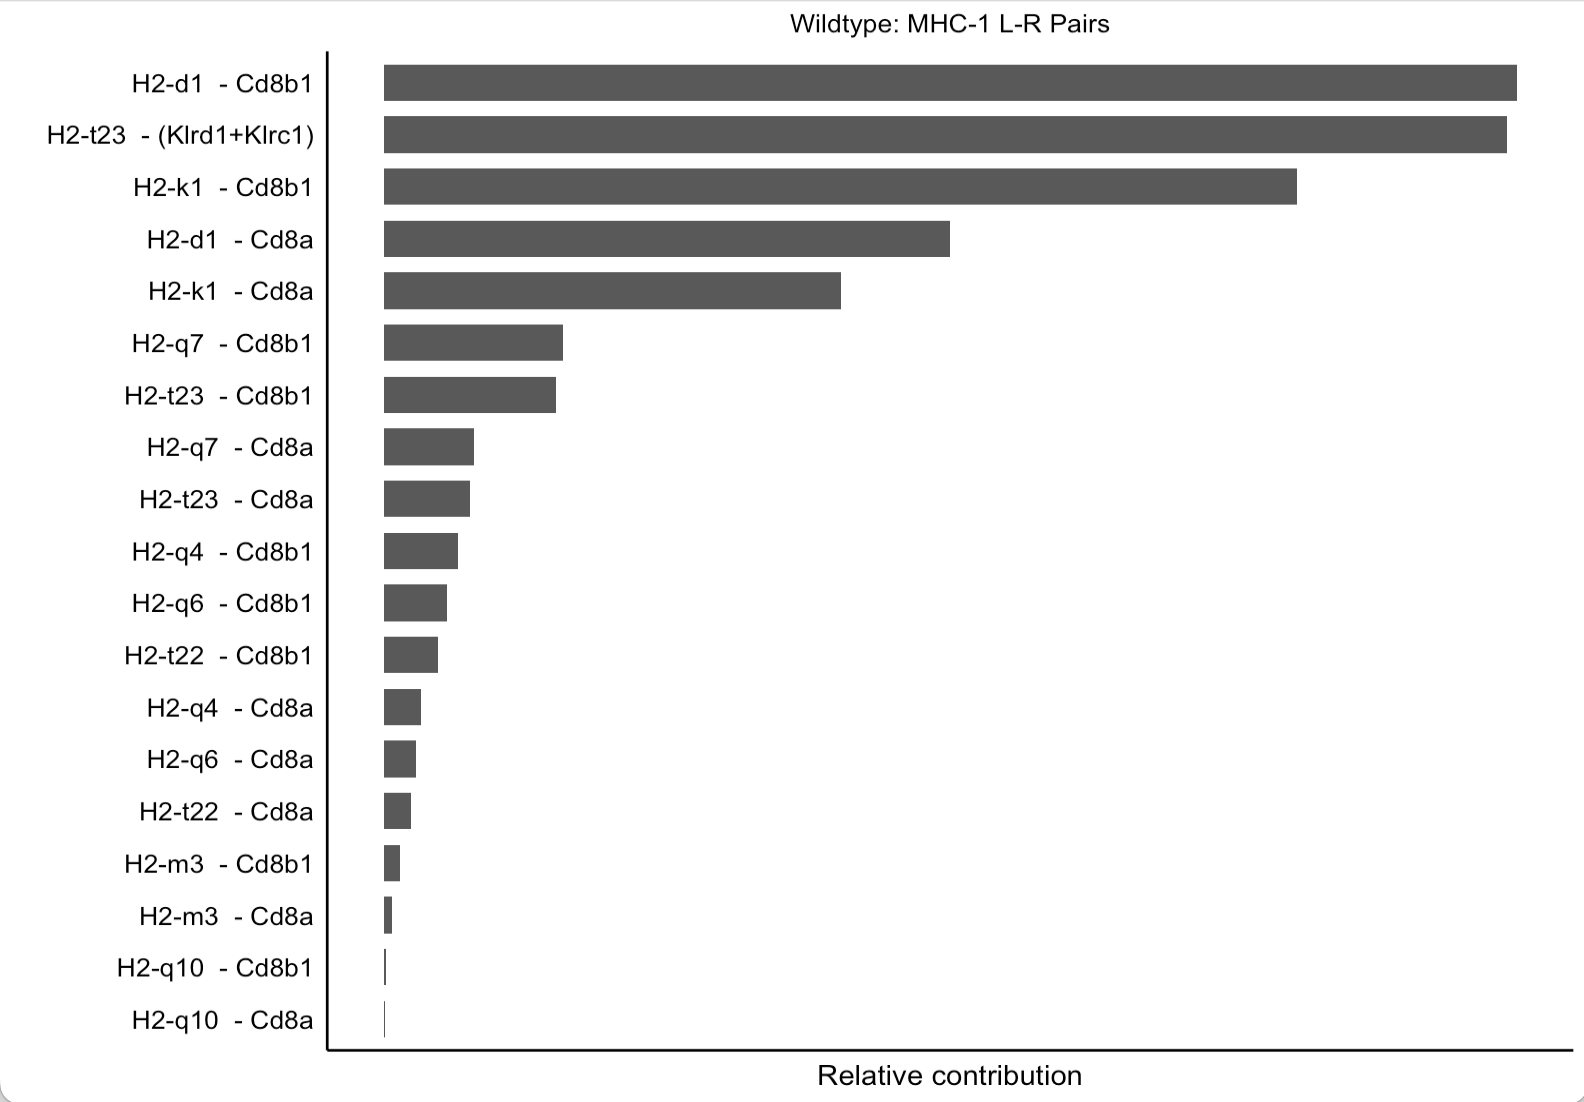 Wildtype: MHC-1 L-R Pairs
H2-d1 - Cd8b1
H2-t23 - (Klrd1+Klrc1)
H2-k1 - Cd8b1
H2-d1 - Cd8a
H2-k1 - Cd8a
H2-q7 - Cd8b1
H2-t23 - Cd8b1
H2-q7 - Cd8a
H2-t23 - Cd8a
H2-q4 - Cd8b1
H2-q6 - Cd8b1
H2-t22 - Cd8b1
H2-q4 - Cd8a
H2-q6 - Cd8a
H2-t22 - Cd8a
H2-m3 - Cd8b1
H2-m3 - Cd8a
H2-q10 - Cd8b1
H2-q10 - Cd8a
Relative contribution